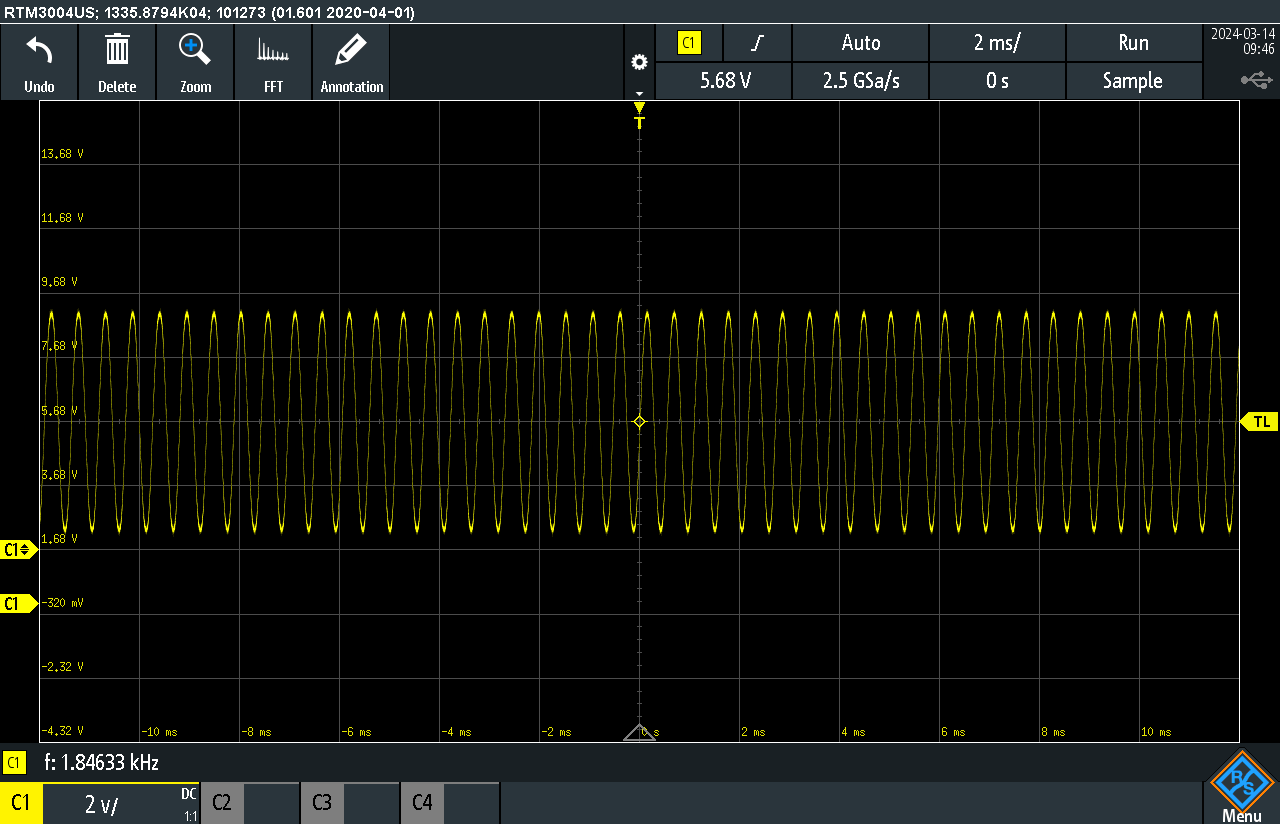 RTM3004US; 1335.8794K04; 101273 (01.601 2020-04-01)
Undo Delete Zoom FFT Annotation
C1 Auto 2 ms/ Run
5.68 V 2.5 GSa/s 0 s Sample
2024-03-14
09:46
T
13.68 V
11.68 V
9.68 V
7.68 V
5.68 V
TL
3.68 V
1.68 V
C1
C1
-320 mV
-2.32 V
-4.32 V
-10 ms -8 ms -6 ms -4 ms -2 ms 0 s 2 ms 4 ms 6 ms 8 ms 10 ms
C1 f: 1.84633 kHz
C1 2 v/ DC 1:1 C2 C3 C4
R S
Menu